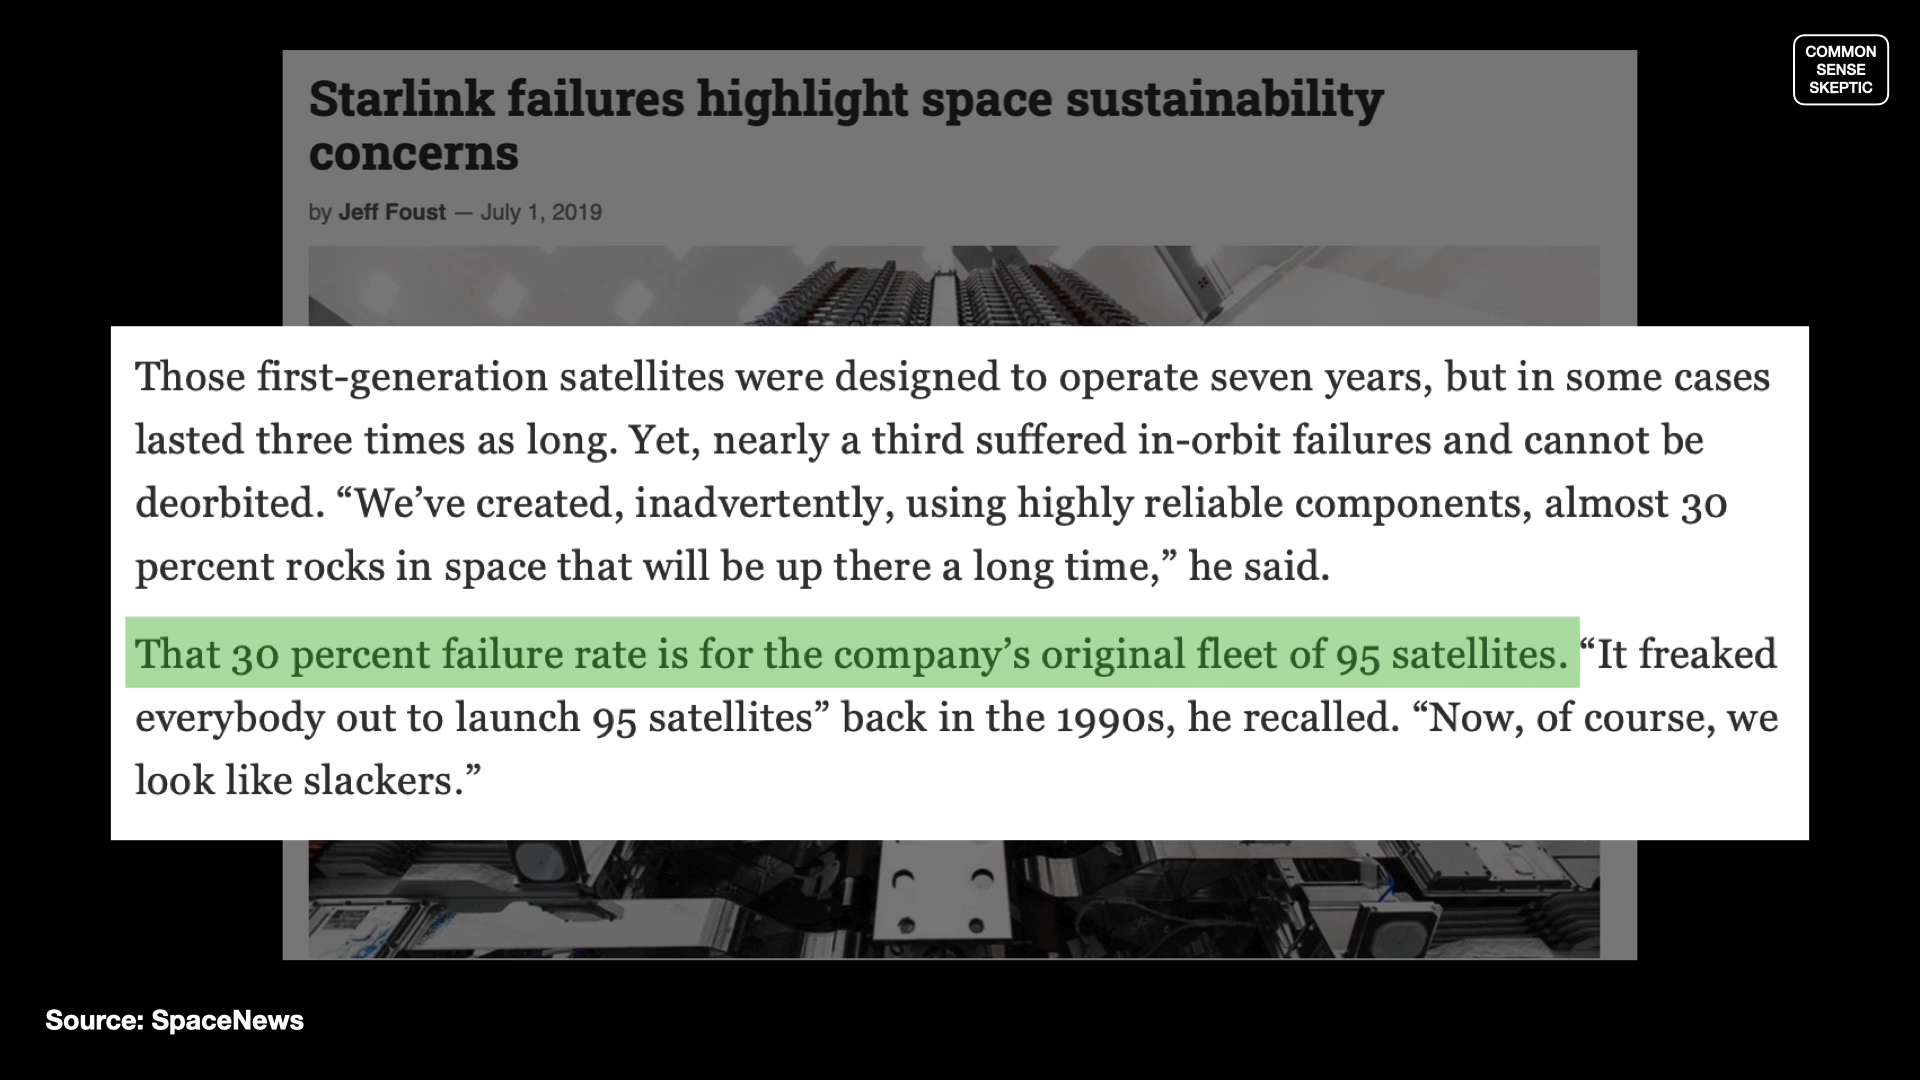 COMMON
SENSE
SKEPTIC
Starlink failures highlight space sustainability
concerns
by Jeff Foust — July 1, 2019
Those first-generation satellites were designed to operate seven years, but in some cases
lasted three times as long. Yet, nearly a third suffered in-orbit failures and cannot be
deorbited. “We’ve created, inadvertently, using highly reliable components, almost 30
percent rocks in space that will be up there a long time,” he said.
That 30 percent failure rate is for the company’s original fleet of 95 satellites. “It freaked
everybody out to launch 95 satellites” back in the 1990s, he recalled. “Now, of course, we
look like slackers.”
Source: SpaceNews